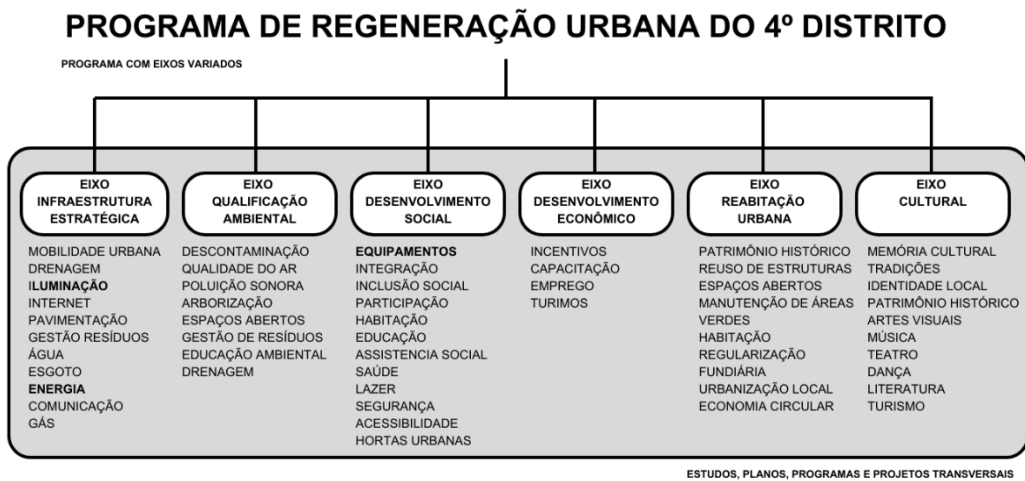 PROGRAMA DE REGENERAÇÃO URBANA DO 4º DISTRITO
PROGRAMA COM EIXOS VARIADOS
EIXO
INFRAESTRUTURA
ESTRATÉGICA
MOBILIDADE URBANA
DRENAGEM
ILUMINAÇÃO
INTERNET
PAVIMENTAÇÃO
GESTÃO RESÍDUOS
ÁGUA
ESGOTO
ENERGIA
COMUNICAÇÃO
GÁS
EIXO
QUALIFICAÇÃO
AMBIENTAL
DESCONTAMINAÇÃO
QUALIDADE DO AR
POLUIÇÃO SONORA
ARBORIZAÇÃO
ESPAÇOS ABERTOS
GESTÃO DE RESÍDUOS
EDUCAÇÃO AMBIENTAL
DRENAGEM
EIXO
DESENVOLVIMENTO
SOCIAL
EQUIPAMENTOS
INTEGRAÇÃO
INCLUSÃO SOCIAL
PARTICIPAÇÃO
HABITAÇÃO
EDUCAÇÃO
ASSISTENCIA SOCIAL
SAÚDE
LAZER
SEGURANÇA
ACESSIBILIDADE
HORTAS URBANAS
EIXO
DESENVOLVIMENTO
ECONÔMICO
INCENTIVOS
CAPACITAÇÃO
EMPREGO
TURIMOS
EIXO
REABITAÇÃO
URBANA
PATRIMÔNIO HISTÓRICO
REUSO DE ESTRUTURAS
ESPAÇOS ABERTOS
MANUTENÇÃO DE ÁREAS
VERDES
HABITAÇÃO
REGULARIZAÇÃO
FUNDIÁRIA
URBANIZAÇÃO LOCAL
ECONOMIA CIRCULAR
EIXO
CULTURAL
MEMÓRIA CULTURAL
TRADIÇÕES
IDENTIDADE LOCAL
PATRIMÔNIO HISTÓRICO
ARTES VISUAIS
MÚSICA
TEATRO
DANÇA
LITERATURA
TURISMO
ESTUDOS, PLANOS, PROGRAMAS E PROJETOS TRANSVERSAIS